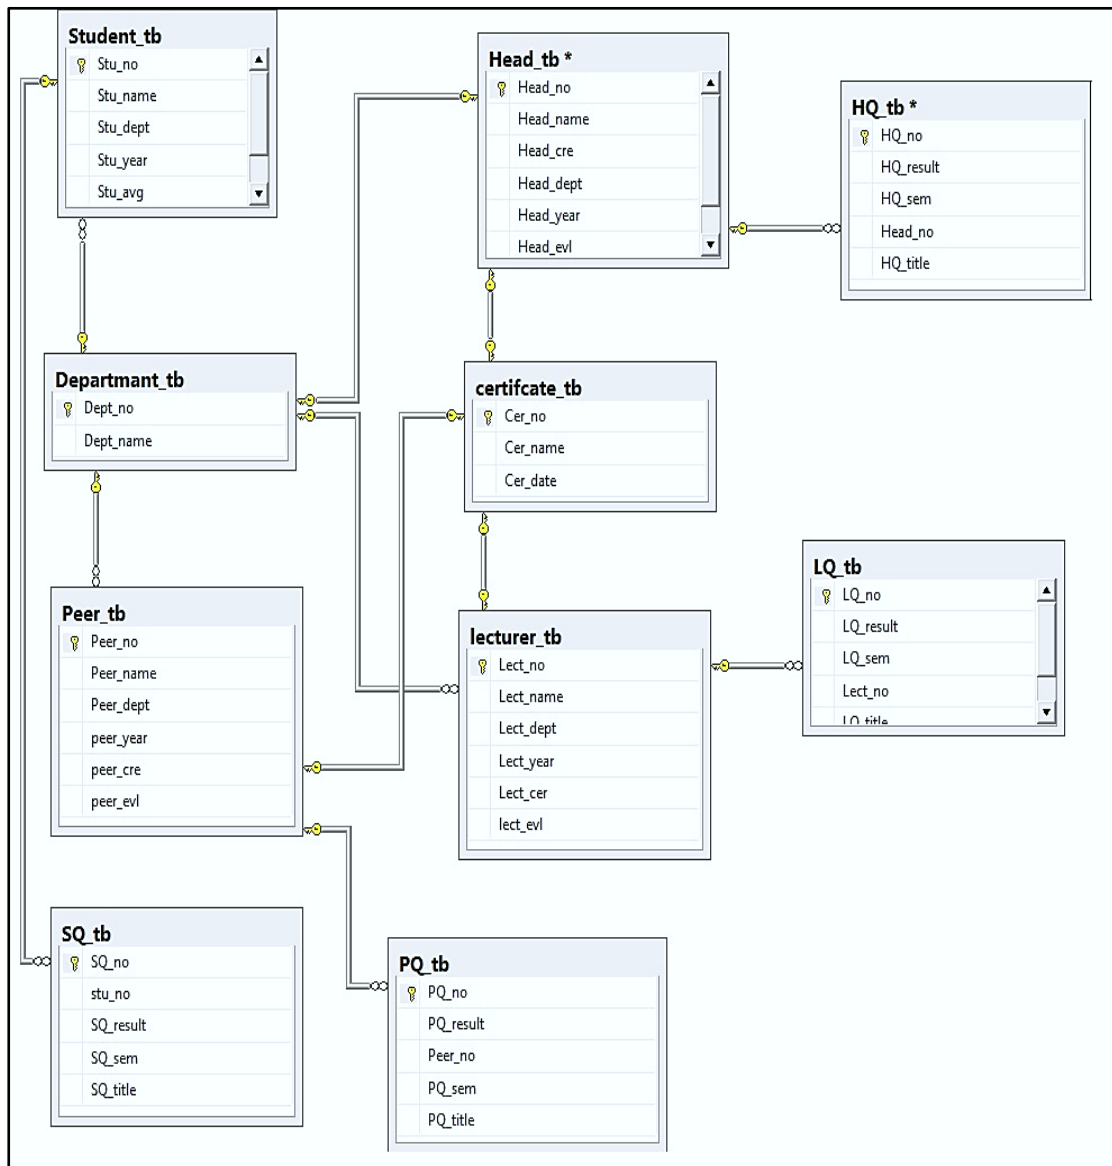 Student_tb
Stu_no
Stu_name
Stu_dept
Stu_year
Stu_avg
Head_tb *
Head_no
Head_name
Head_cre
Head_dept
Head_year
Head_evl
HQ_tb *
HQ_no
HQ_result
HQ_sem
Head_no
HQ_title
Departmant_tb
Dept_no
Dept_name
certifcate_tb
Cer_no
Cer_name
Cer_date
Peer_tb
Peer_no
Peer_name
Peer_dept
peer_year
peer_cre
peer_evl
lecturer_tb
Lect_no
Lect_name
Lect_dept
Lect_year
Lect_cer
lect_evl
LQ_tb
LQ_no
LQ_result
LQ_sem
Lect_no
LQ_title
SQ_tb
SQ_no
stu_no
SQ_result
SQ_sem
SQ_title
PQ_tb
PQ_no
PQ_result
Peer_no
PQ_sem
PQ_title